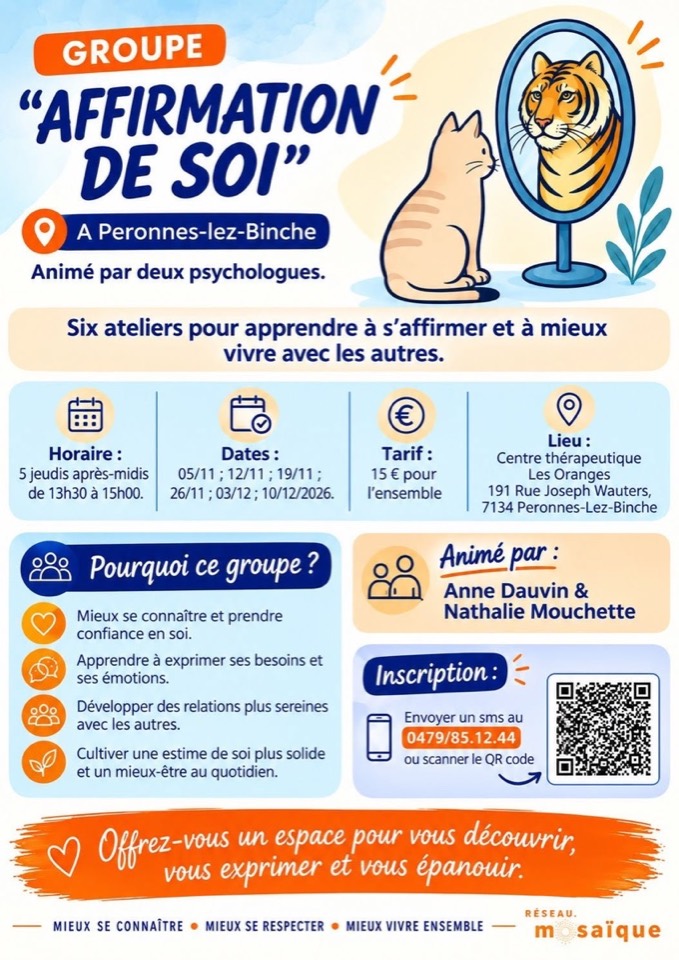 GROUPE
“AFFIRMATION
DE SOI”
A Peronnes-lez-Binche
Animé par deux psychologues.
Six ateliers pour apprendre à s’affirmer et à mieux
vivre avec les autres.
Horaire :
5 jeudis après-midis
de 13h30 à 15h00.
Dates :
05/11 ; 12/11 ; 19/11 ;
26/11 ; 03/12 ; 10/12/2026.
Tarif :
15 € pour
l’ensemble
Lieu :
Centre thérapeutique
Les Oranges
191 Rue Joseph Wauters,
7134 Peronnes-Lez-Binche
Pourquoi ce groupe ?
Mieux se connaître et prendre
confiance en soi.
Apprendre à exprimer ses besoins et
ses émotions.
Développer des relations plus sereines
avec les autres.
Cultiver une estime de soi plus solide
et un mieux-être au quotidien.
Animé par :
Anne Dauvin &
Nathalie Mouchette
Inscription :
Envoyer un sms au
0479/85.12.44
ou scanner le QR code
Offrez-vous un espace pour vous découvrir,
vous exprimer et vous épanouir.
MIEUX SE CONNAÎTRE • MIEUX SE RESPECTER • MIEUX VIVRE ENSEMBLE
RÉSEAU.
mosaïque